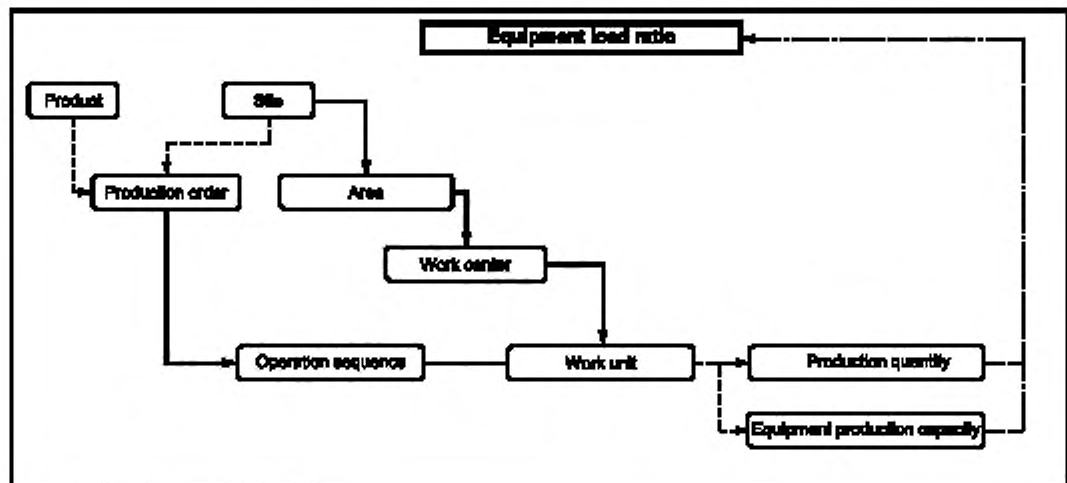 Equipment load ratio
Product
Site
Production order
Area
Work center
Operation sequence
Work unit
Production quantity
Equipment production capacity